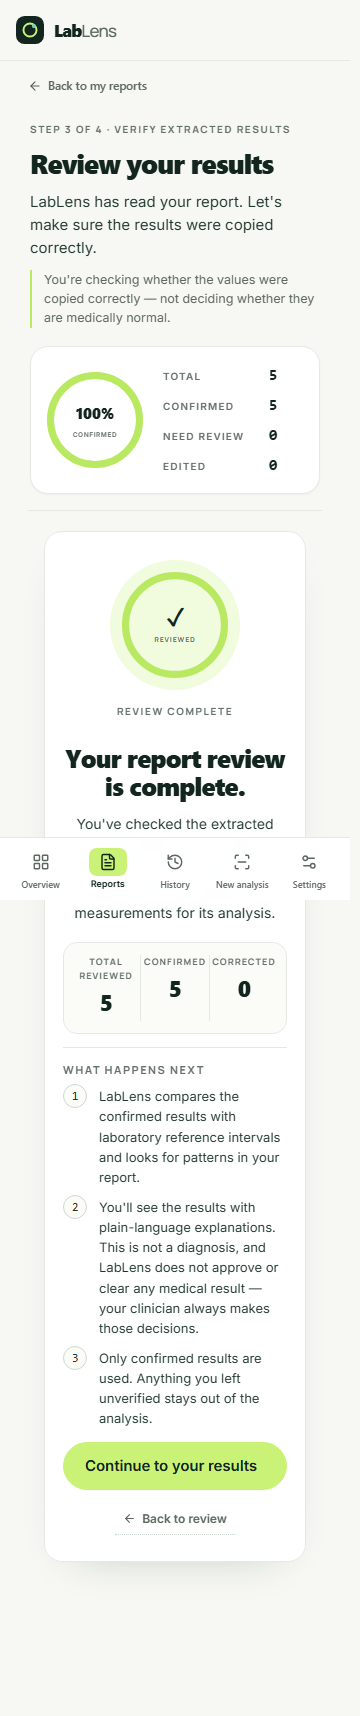 LabLens
Back to my reports
STEP 3 OF 4 · VERIFY EXTRACTED RESULTS
Review your results
LabLens has read your report. Let's
make sure the results were copied
correctly.
You're checking whether the values were
copied correctly — not deciding whether they
are medically normal.
100%
CONFIRMED
TOTAL 5
CONFIRMED 5
NEED REVIEW 0
EDITED 0
✓
REVIEWED
REVIEW COMPLETE
Your report review
is complete.
You've checked the extracted
Overview
Reports
History
New analysis
Settings
measurements for its analysis.
TOTAL
REVIEWED
5
CONFIRMED
5
CORRECTED
0
WHAT HAPPENS NEXT
1 LabLens compares the
confirmed results with
laboratory reference intervals
and looks for patterns in your
report.
2 You'll see the results with
plain-language explanations.
This is not a diagnosis, and
LabLens does not approve or
clear any medical result —
your clinician always makes
those decisions.
3 Only confirmed results are
used. Anything you left
unverified stays out of the
analysis.
Continue to your results
Back to review